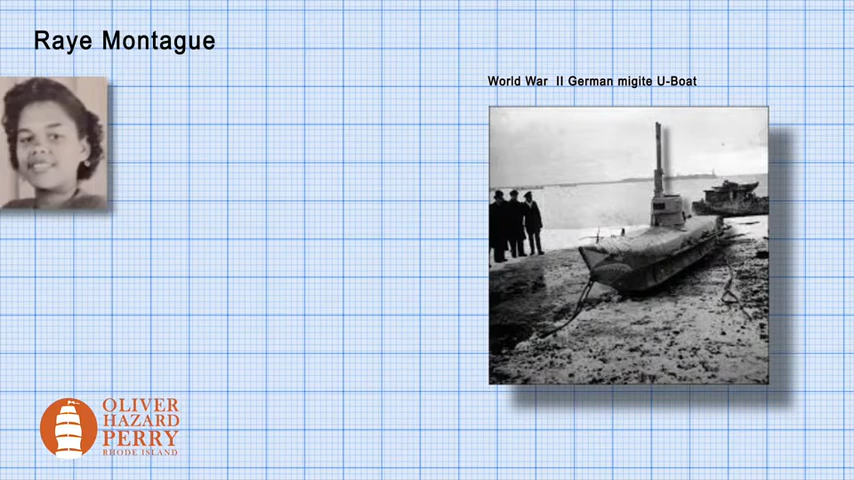 Raye Montague
World War II German migite U-Boat
OLIVER
HAZARD
PERRY
RHODE ISLAND